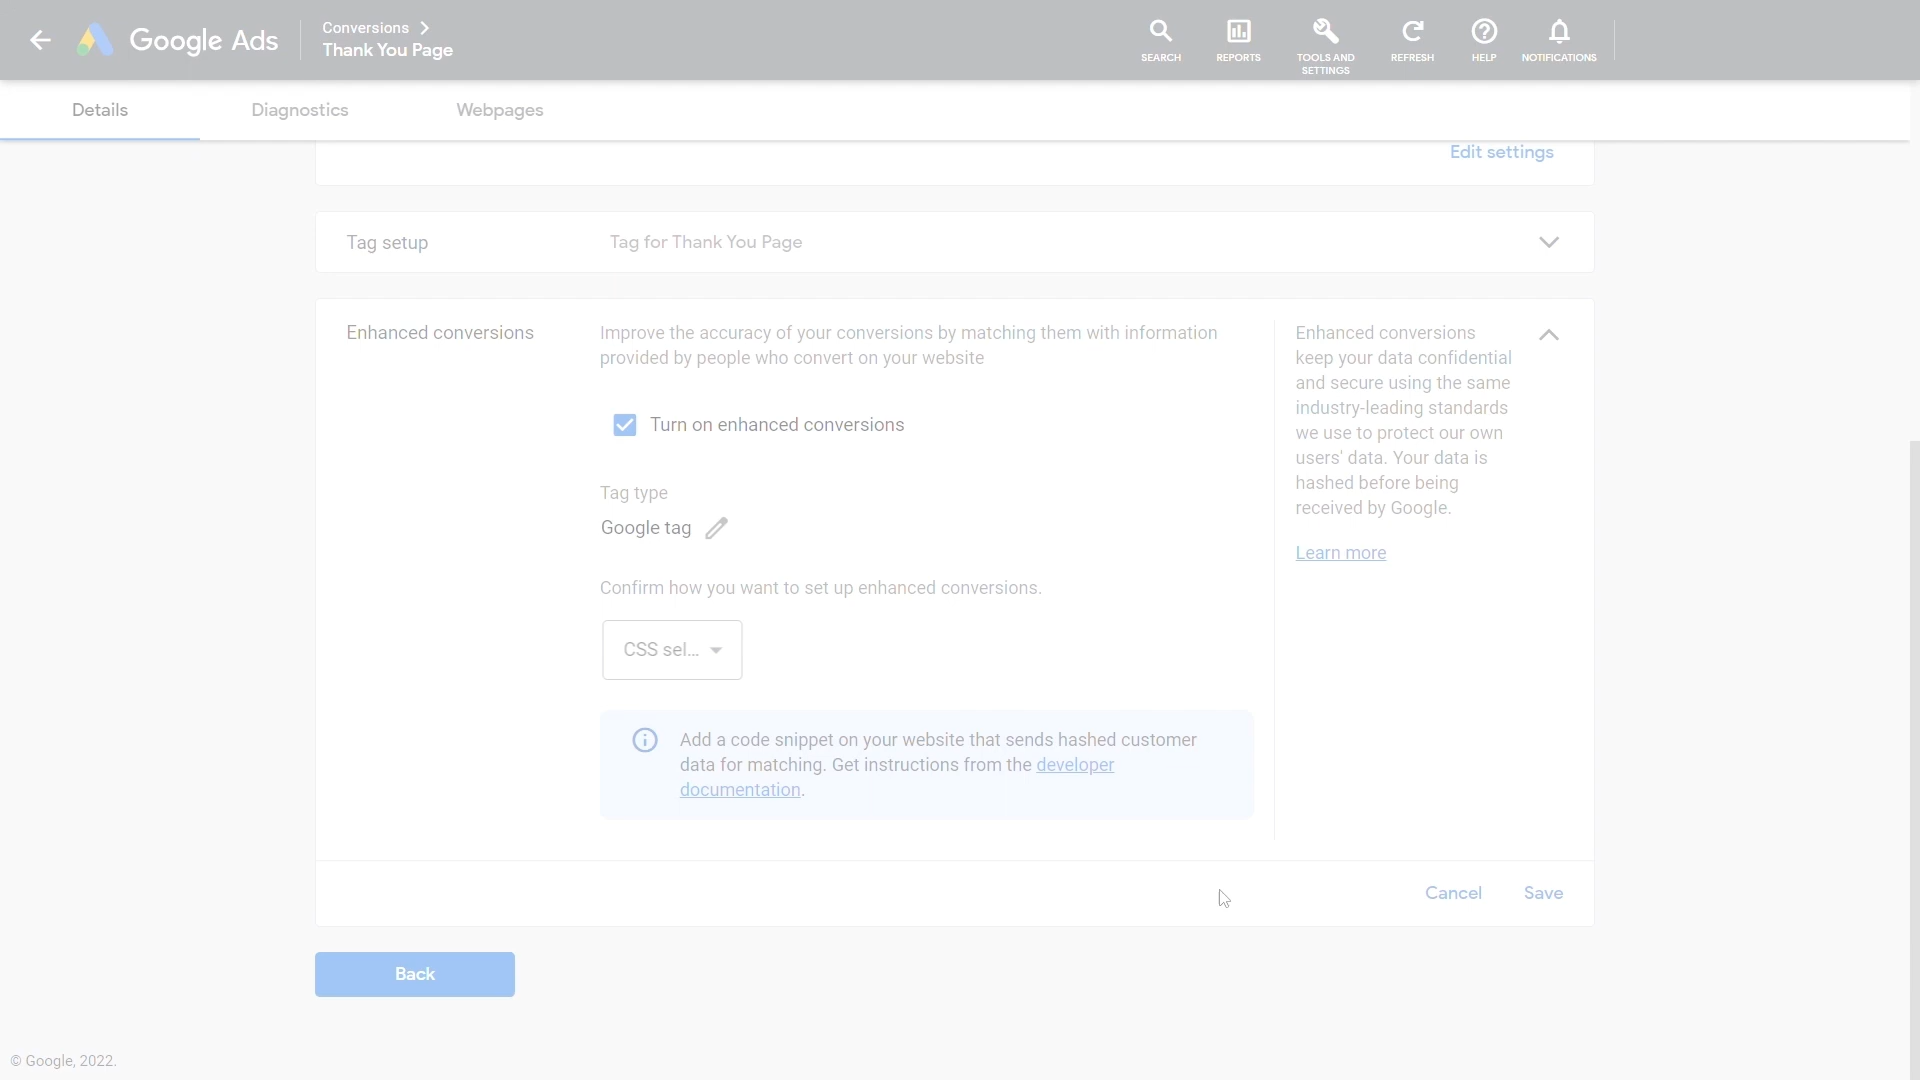 Google Ads
Conversions
Thank You Page
SEARCH
REPORTS
TOOLS AND
SETTINGS
REFRESH
HELP
NOTIFICATIONS
Details
Diagnostics
Webpages
Edit settings
Tag setup
Tag for Thank You Page
Enhanced conversions
Improve the accuracy of your conversions by matching them with information
provided by people who convert on your website
Turn on enhanced conversions
Tag type
Google tag
Confirm how you want to set up enhanced conversions.
CSS sel...
Add a code snippet on your website that sends hashed customer
data for matching. Get instructions from the developer
documentation.
Enhanced conversions
keep your data confidential
and secure using the same
industry-leading standards
we use to protect our own
users' data. Your data is
hashed before being
received by Google.
Learn more
Cancel
Save
Back
© Google, 2022.